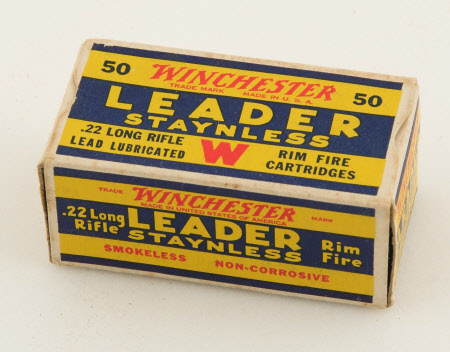 50 WINCHESTER 50
TRADE MARK MADE IN U.S.A.
LEADER
STAYNLESS
.22 LONG RIFLE W RIM FIRE
LEAD LUBRICATED CARTRIDGES
TRADE WINCHESTER MARK
MADE IN UNITED STATES OF AMERICA
.22 Long LEADER Rim
Rifle STAYNLESS Fire
SMOKELESS NON-CORROSIVE